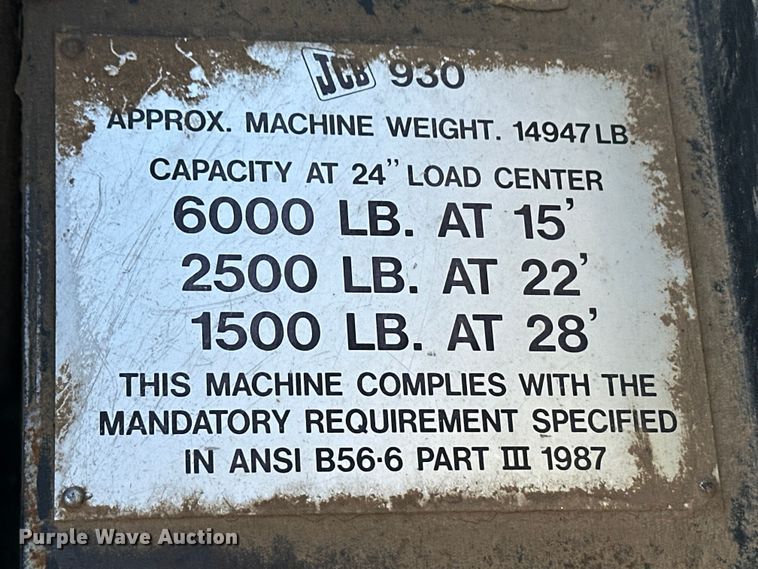 JCB 930
APPROX. MACHINE WEIGHT. 14947 LB.
CAPACITY AT 24" LOAD CENTER
6000 LB. AT 15'
2500 LB. AT 22'
1500 LB. AT 28'
THIS MACHINE COMPLIES WITH THE
MANDATORY REQUIREMENT SPECIFIED
IN ANSI B56·6 PART III 1987
Purple Wave Auction